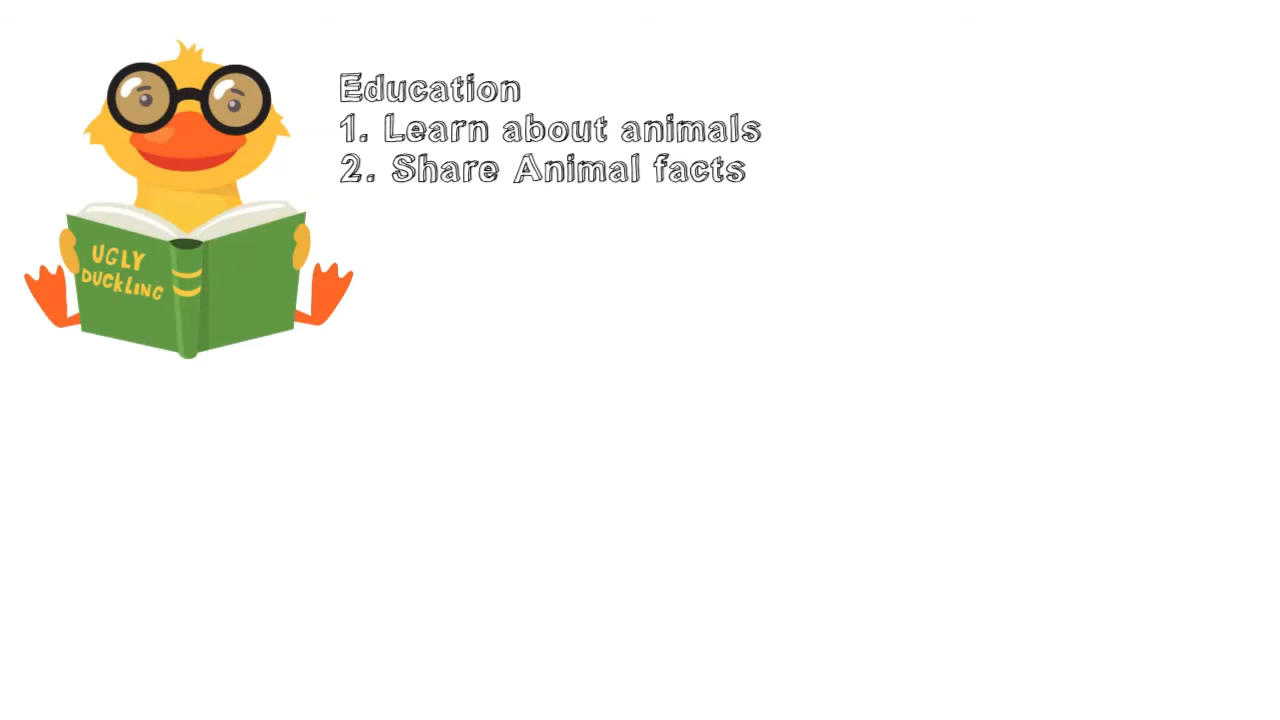 Education
1. Learn about animals
2. Share Animal facts
UGLY
DUCKLING